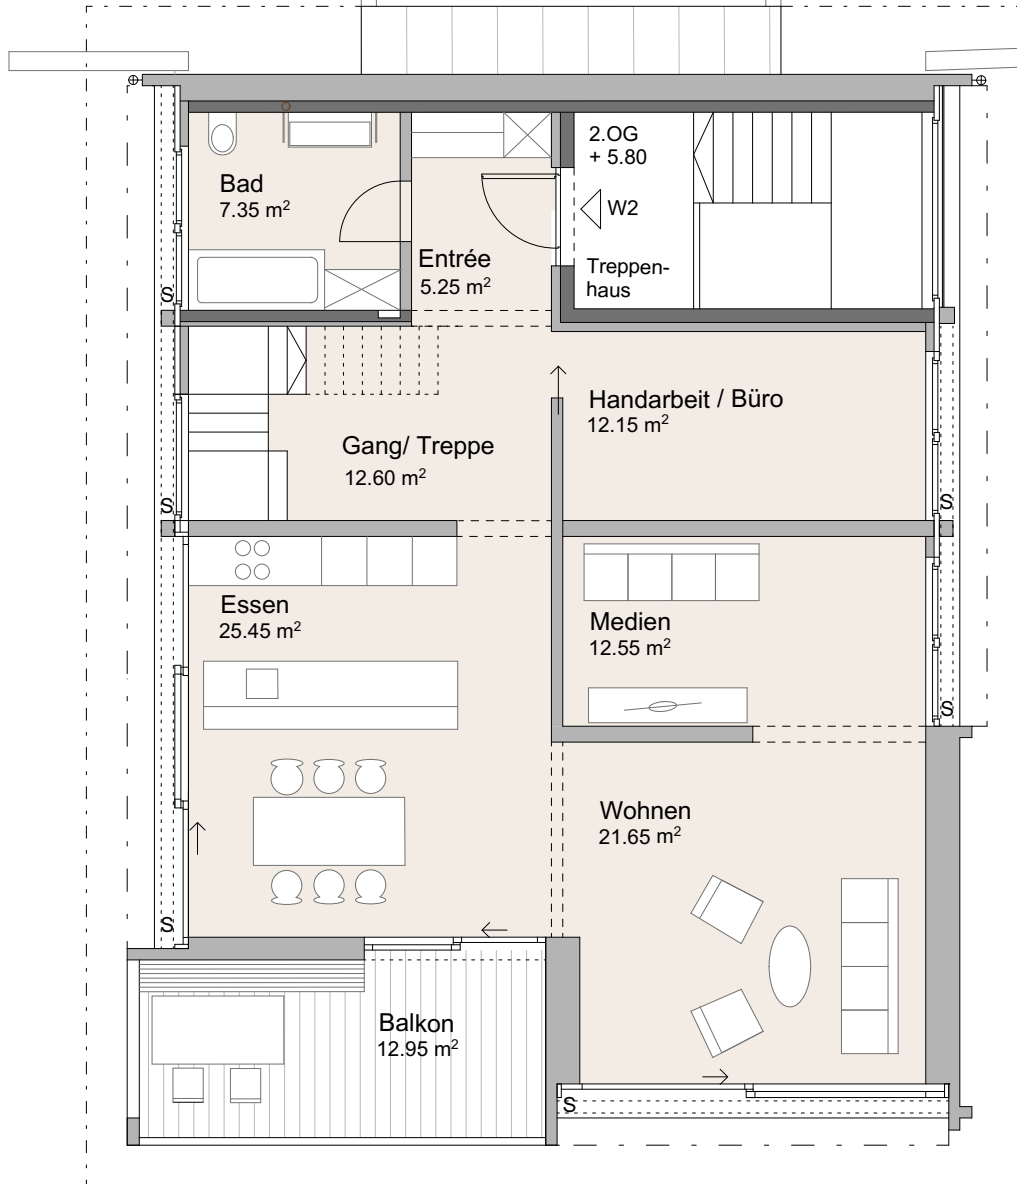 2.OG
+ 5.80
Bad
7.35 m²
W2
Entrée
5.25 m²
Treppen-
haus
S
Handarbeit / Büro
12.15 m²
Gang/ Treppe
12.60 m²
S
S
Essen
25.45 m²
Medien
12.55 m²
S
Wohnen
21.65 m²
S
Balkon
12.95 m²
S